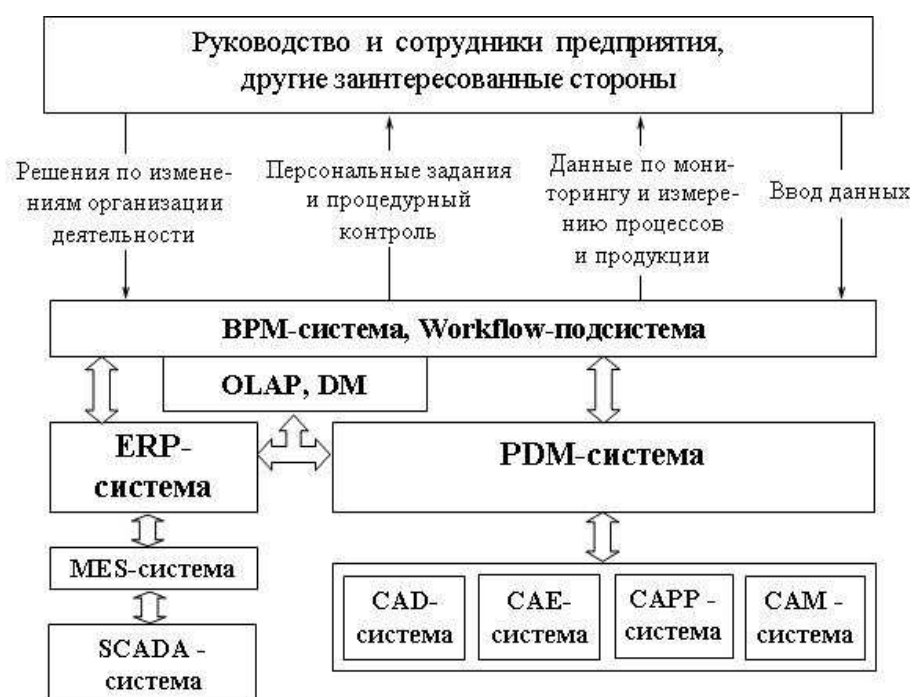 Руководство и сотрудники предприятия,
другие заинтересованные стороны
Решения по измене-
ниям организации
деятельности
Персональные задания
и процедурный
контроль
Данные по мони-
торингу и измере-
нию процессов
и продукции
Ввод данных
BPM-система, Workflow-подсистема
OLAP, DM
ERP-
система
PDM-система
MES-система
SCADA -
система
CAD-
система
CAE-
система
CAPP -
система
CAM -
система